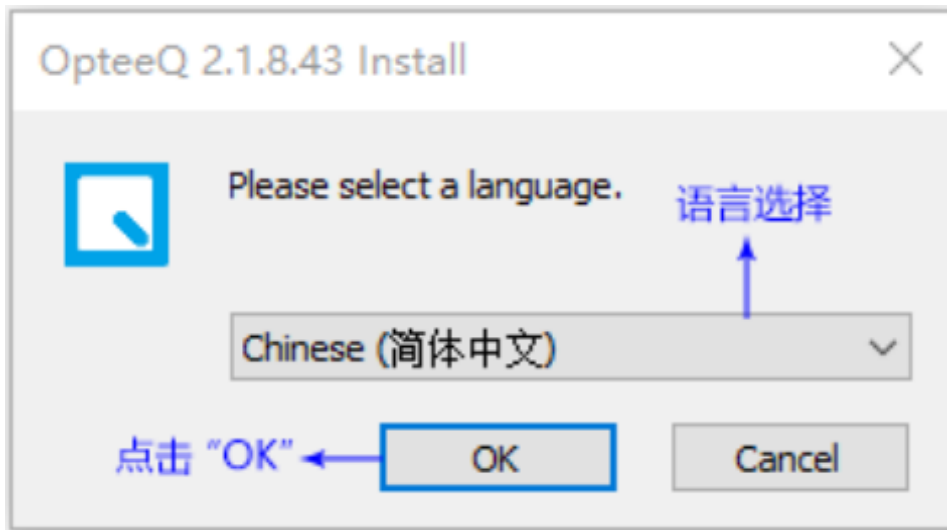 OpteeQ 2.1.8.43 Install
Please select a language.
语言选择
Chinese (简体中文)
点击 “OK”
OK
Cancel